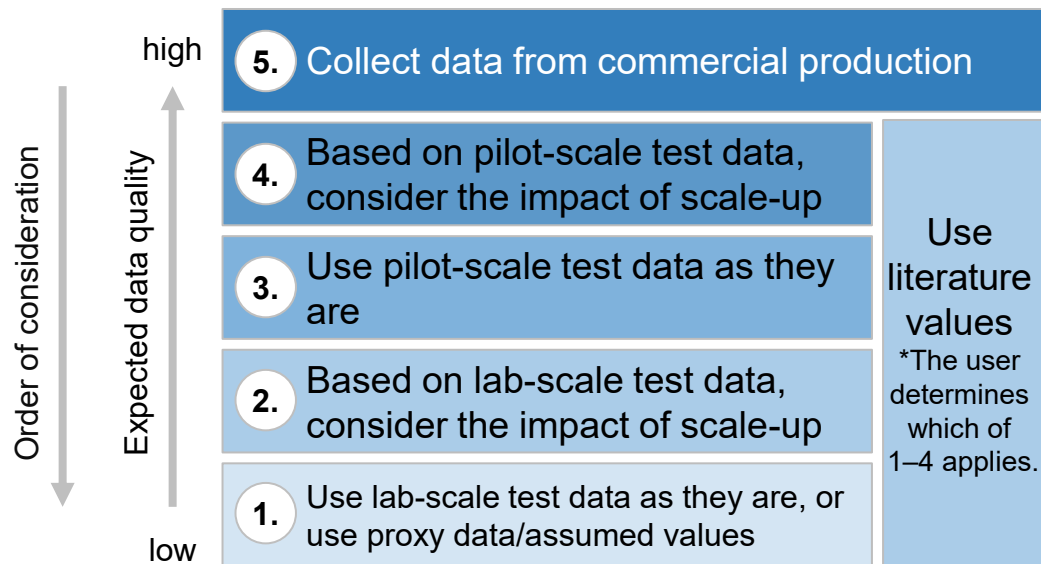 high
5. Collect data from commercial production
4. Based on pilot-scale test data,
consider the impact of scale-up
3. Use pilot-scale test data as they
are
2. Based on lab-scale test data,
consider the impact of scale-up
1. Use lab-scale test data as they are, or
use proxy data/assumed values
low
Order of consideration
Expected data quality
Use
literature
values
*The user
determines
which of
1–4 applies.